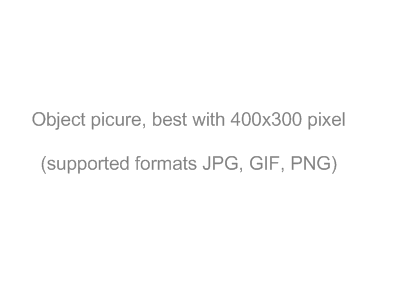 Object picure, best with 400x300 pixel
(supported formats JPG, GIF, PNG)